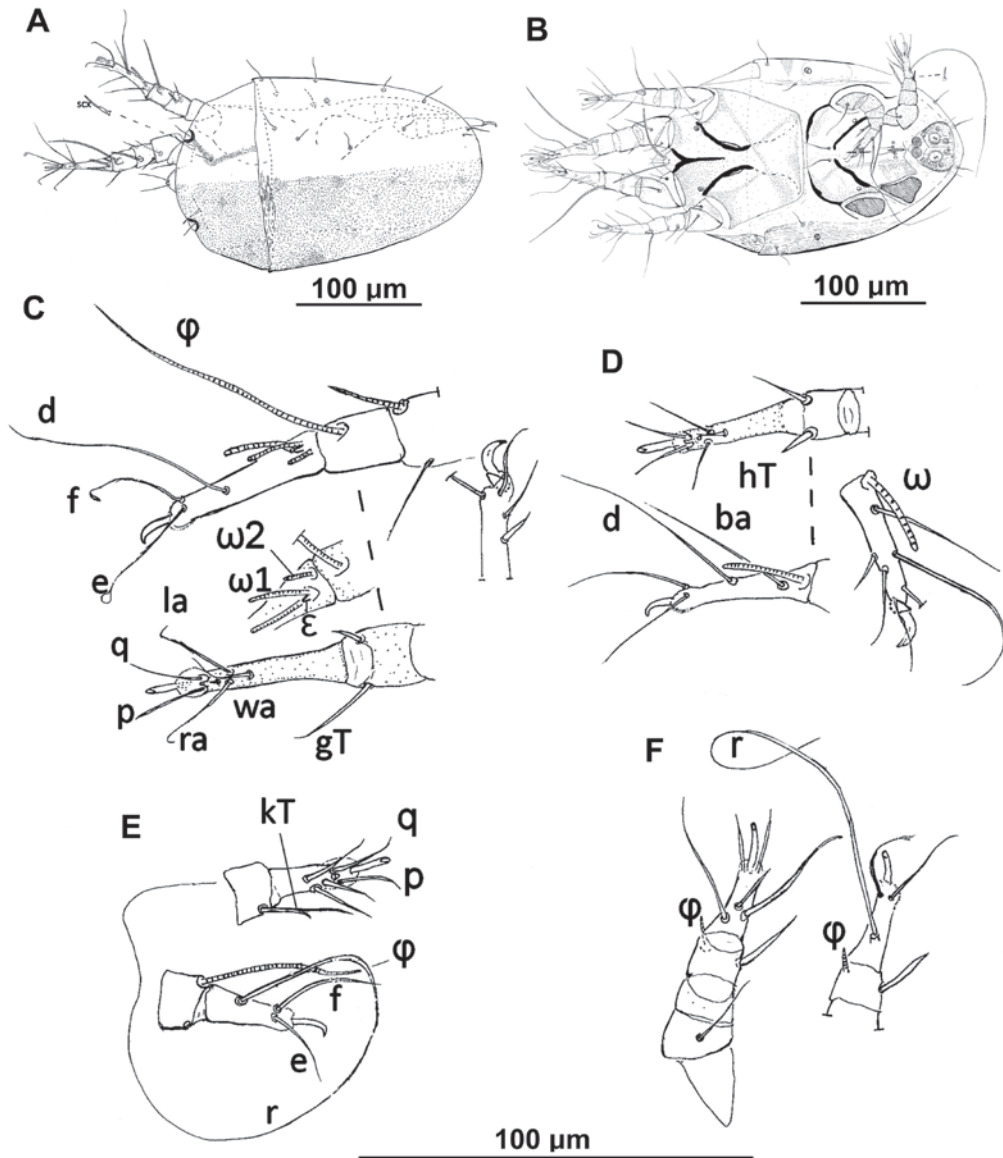 A
B
scx
100 µm
100 µm
C
φ
D
d
f
hT
ω
ω2
d
ba
e
ω1
la
ε
q
p
wa
ra
gT
F
r
kT
q
E
p
φ
φ
φ
f
e
r
100 µm